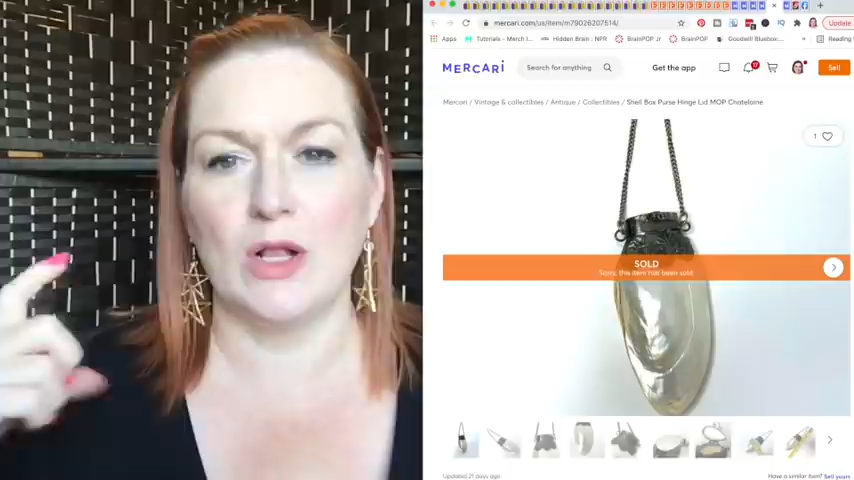 mercari.com/us/item/m79026207514/
Update
Apps
Tutorials - Merch I...
Hidden Brain : NPR
BrainPOP Jr
BrainPOP
Goodwill Bluebox:...
Reading
MERCARI
Search for anything
Get the app
17
Sell
Mercari / Vintage & collectibles / Antique / Collectibles / Shell Box Purse Hinge Lid MOP Chatelaine
1
SOLD
Sorry, this item has been sold
Updated 21 days ago
Have a similar item? Sell yours